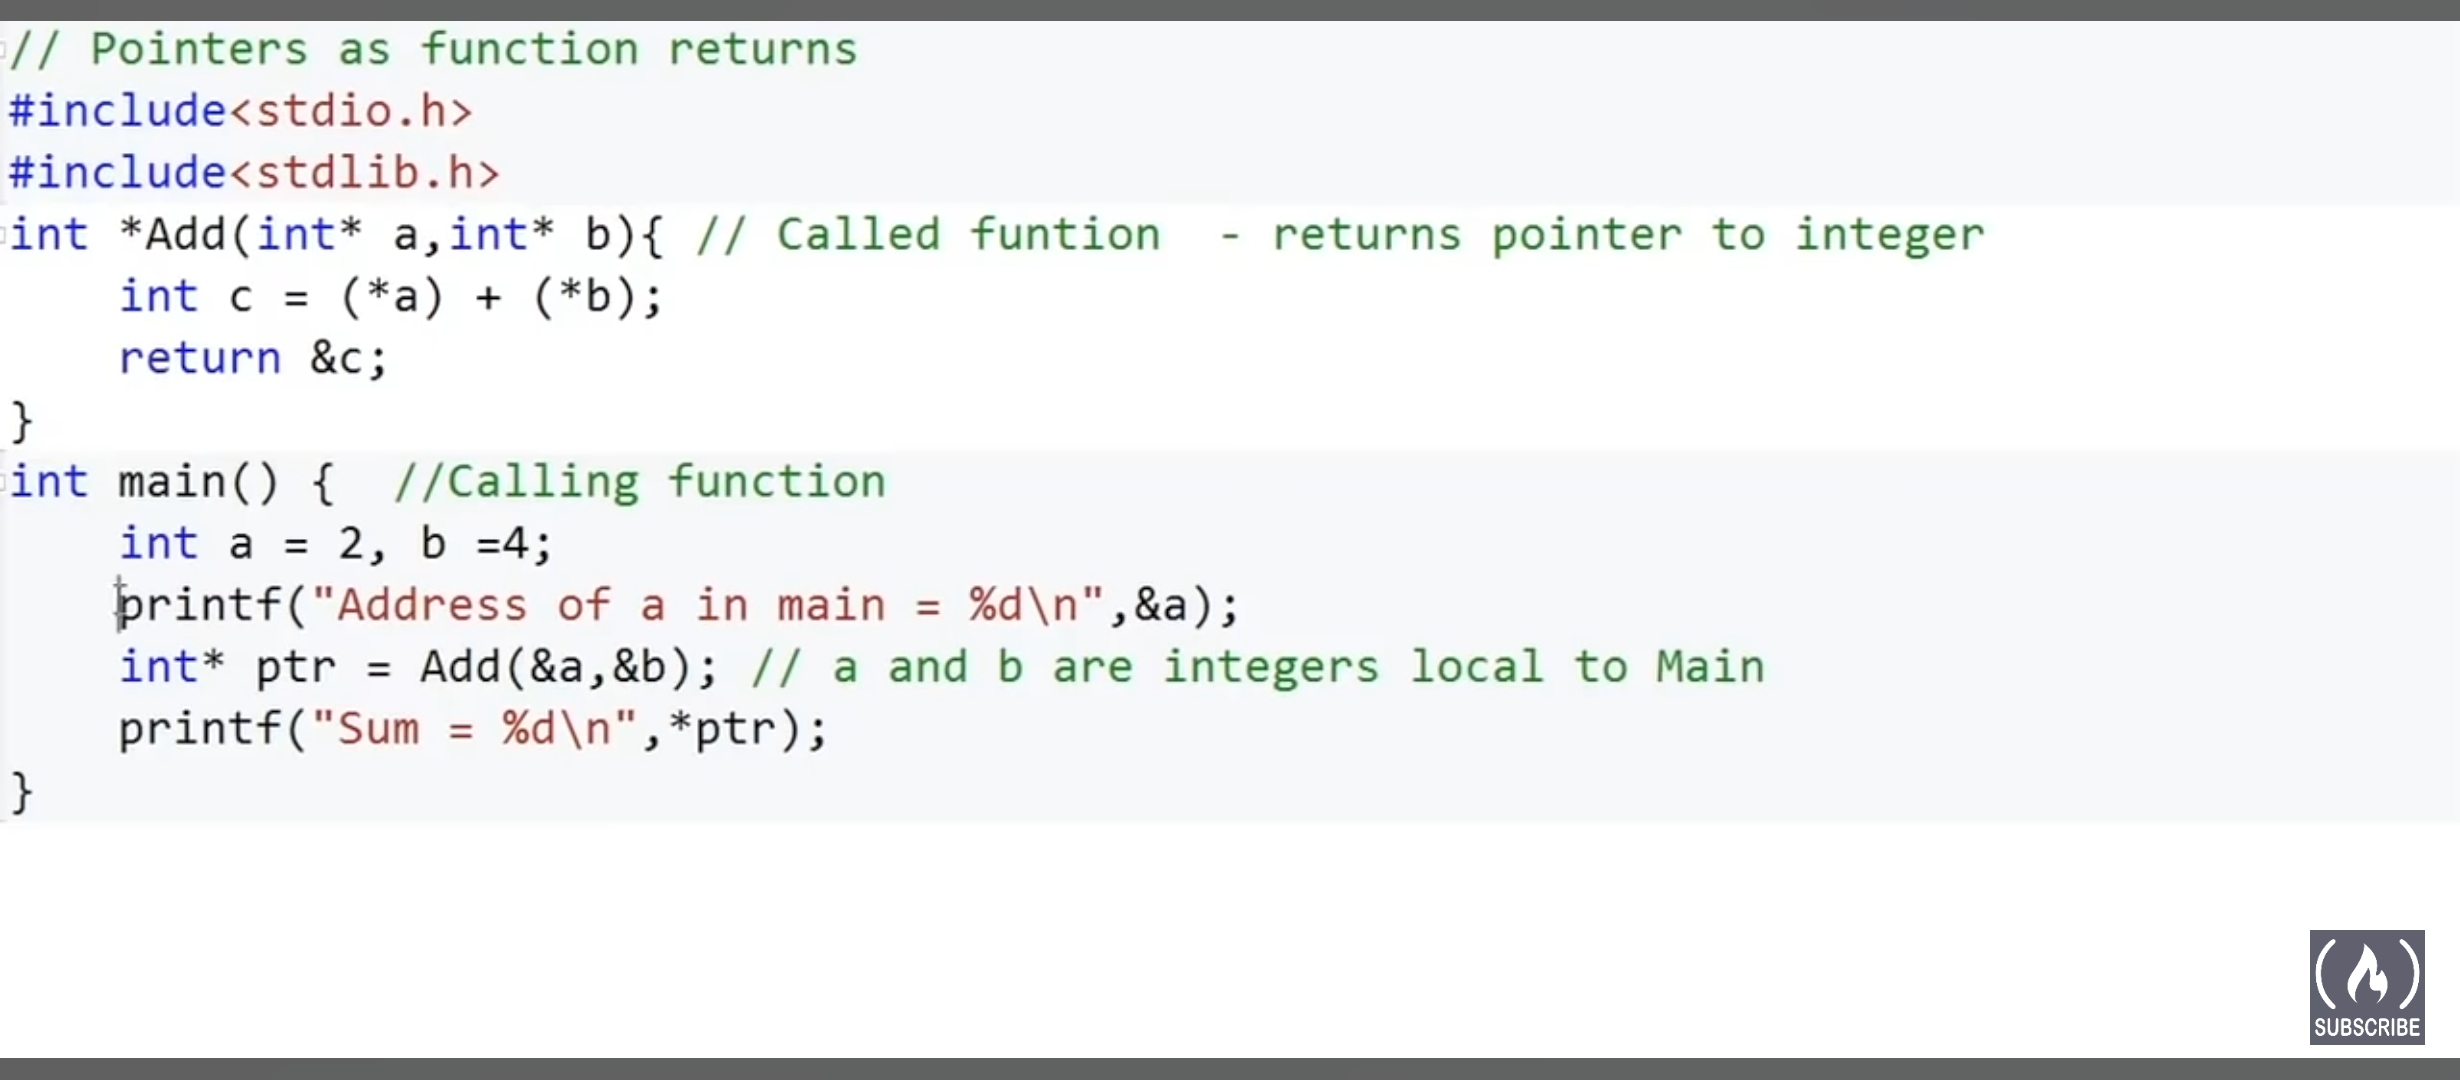 // Pointers as function returns
#include<stdio.h>
#include<stdlib.h>
int *Add(int* a,int* b){ // Called funtion  - returns pointer to integer
    int c = (*a) + (*b);
    return &c;
}
int main() {  //Calling function
    int a = 2, b =4;
    printf("Address of a in main = %d\n",&a);
    int* ptr = Add(&a,&b); // a and b are integers local to Main
    printf("Sum = %d\n",*ptr);
}
SUBSCRIBE